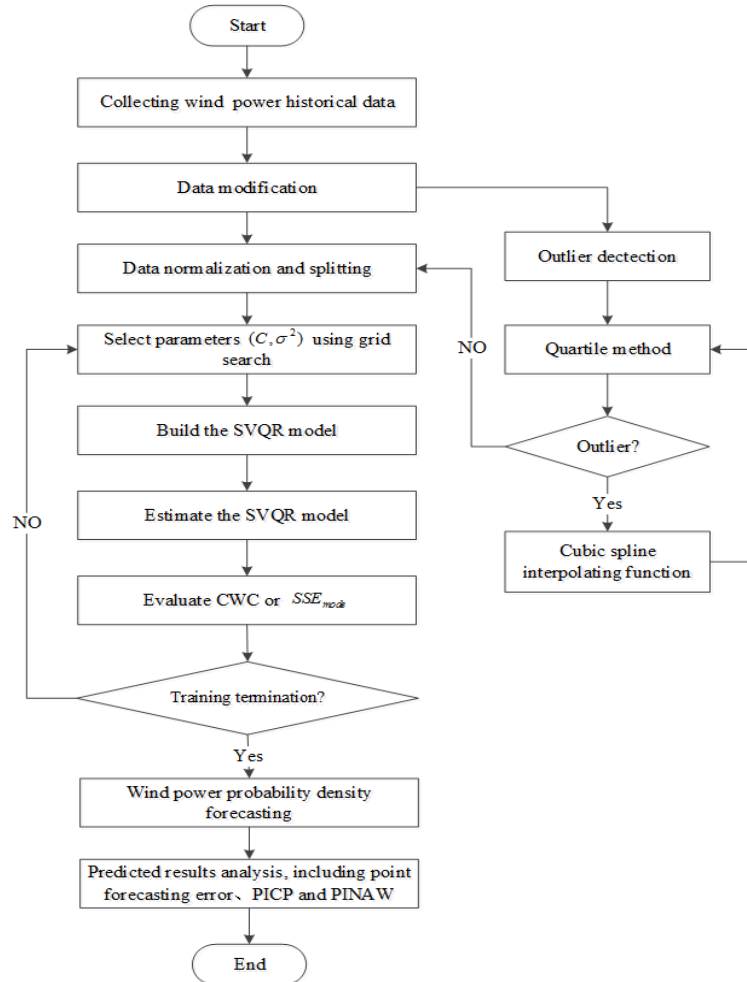 Start
Collecting wind power historical data
Data modification
Data normalization and splitting
Select parameters (C,σ²) using grid
search
Build the SVQR model
Estimate the SVQR model
Evaluate CWC or SSE_mode
Training termination?
NO
Yes
Wind power probability density
forecasting
Predicted results analysis, including point
forecasting error、PICP and PINAW
End
Outlier dectection
Quartile method
Outlier?
NO
Yes
Cubic spline
interpolating function